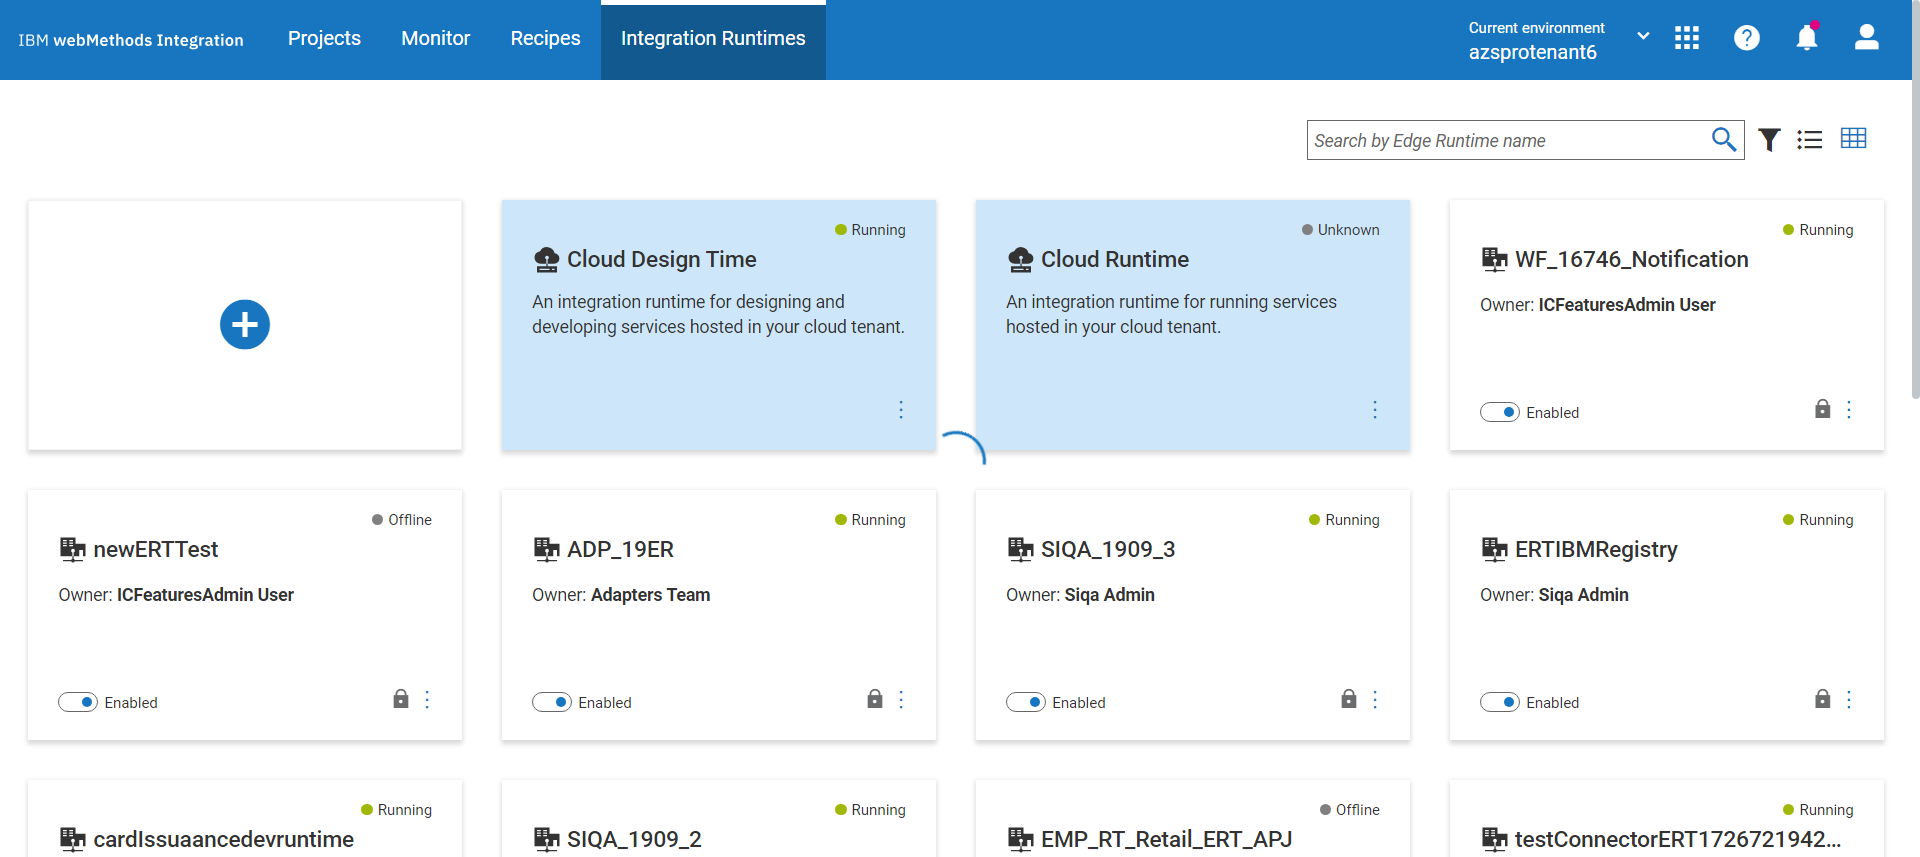 IBM webMethods Integration
Projects
Monitor
Recipes
Integration Runtimes
Current environment
azsprotenant6
Search by Edge Runtime name
Running
Cloud Design Time
An integration runtime for designing and
developing services hosted in your cloud tenant.
Unknown
Cloud Runtime
An integration runtime for running services
hosted in your cloud tenant.
Running
WF_16746_Notification
Owner: ICFeaturesAdmin User
Enabled
Offline
newERTTest
Owner: ICFeaturesAdmin User
Enabled
Running
ADP_19ER
Owner: Adapters Team
Enabled
Running
SIQA_1909_3
Owner: Siqa Admin
Enabled
Running
ERTIBMRegistry
Owner: Siqa Admin
Enabled
Running
cardIssuaancedevruntime
Running
SIQA_1909_2
Offline
EMP_RT_Retail_ERT_APJ
Running
testConnectorERT1726721942...